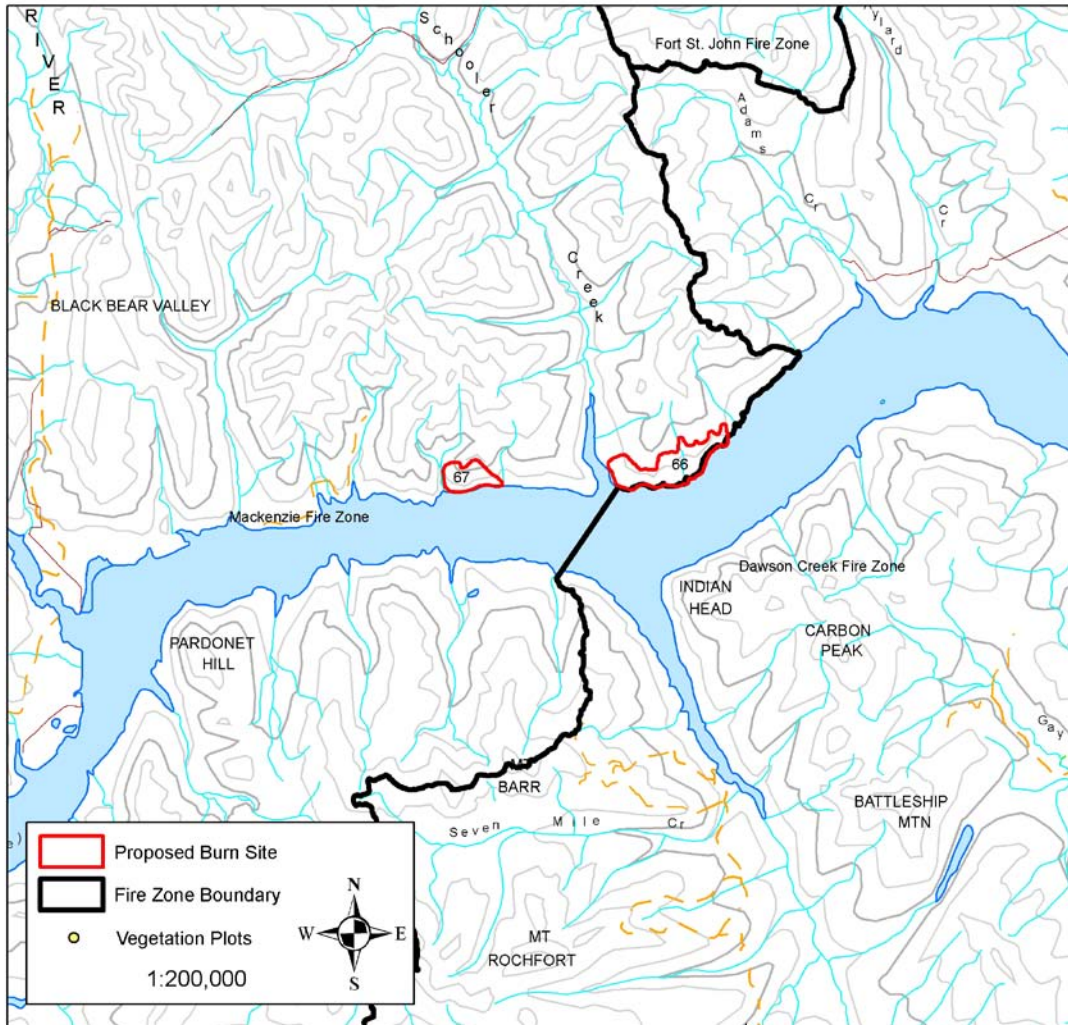 RIVER
Schooler
Creek
Fort St. John Fire Zone
Adams
Cr
Cr
BLACK BEAR VALLEY
67
66
Mackenzie Fire Zone
Dawson Creek Fire Zone
INDIAN
HEAD
CARBON
PEAK
PARDONET
HILL
MT
BARR
Seven Mile Cr
BATTLESHIP
MTN
Gay
MT
ROCHFORT
Proposed Burn Site
Fire Zone Boundary
Vegetation Plots
1:200,000
N
W
E
S